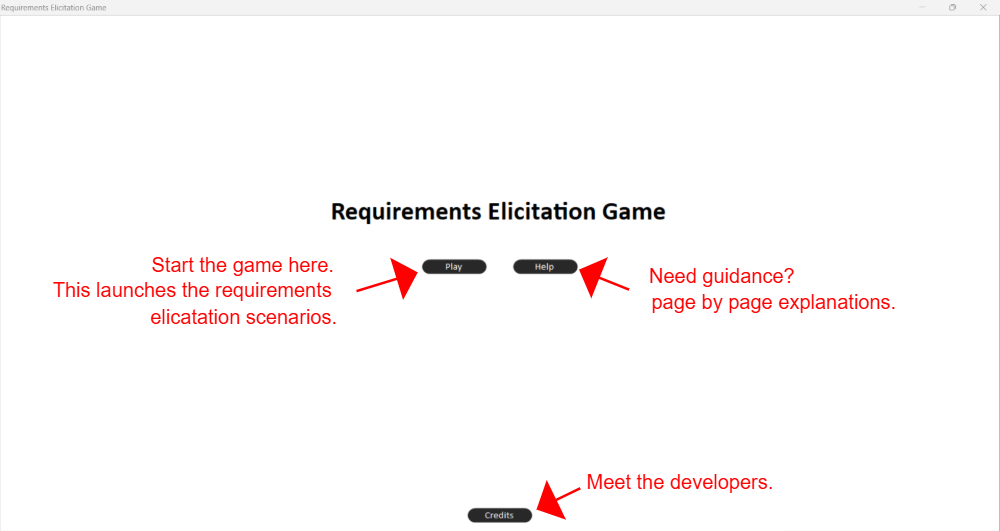 Requirements Elicitation Game
Requirements Elicitation Game
Play
Help
Start the game here.
This launches the requirements
elicatation scenarios.
Need guidance?
page by page explanations.
Meet the developers.
Credits